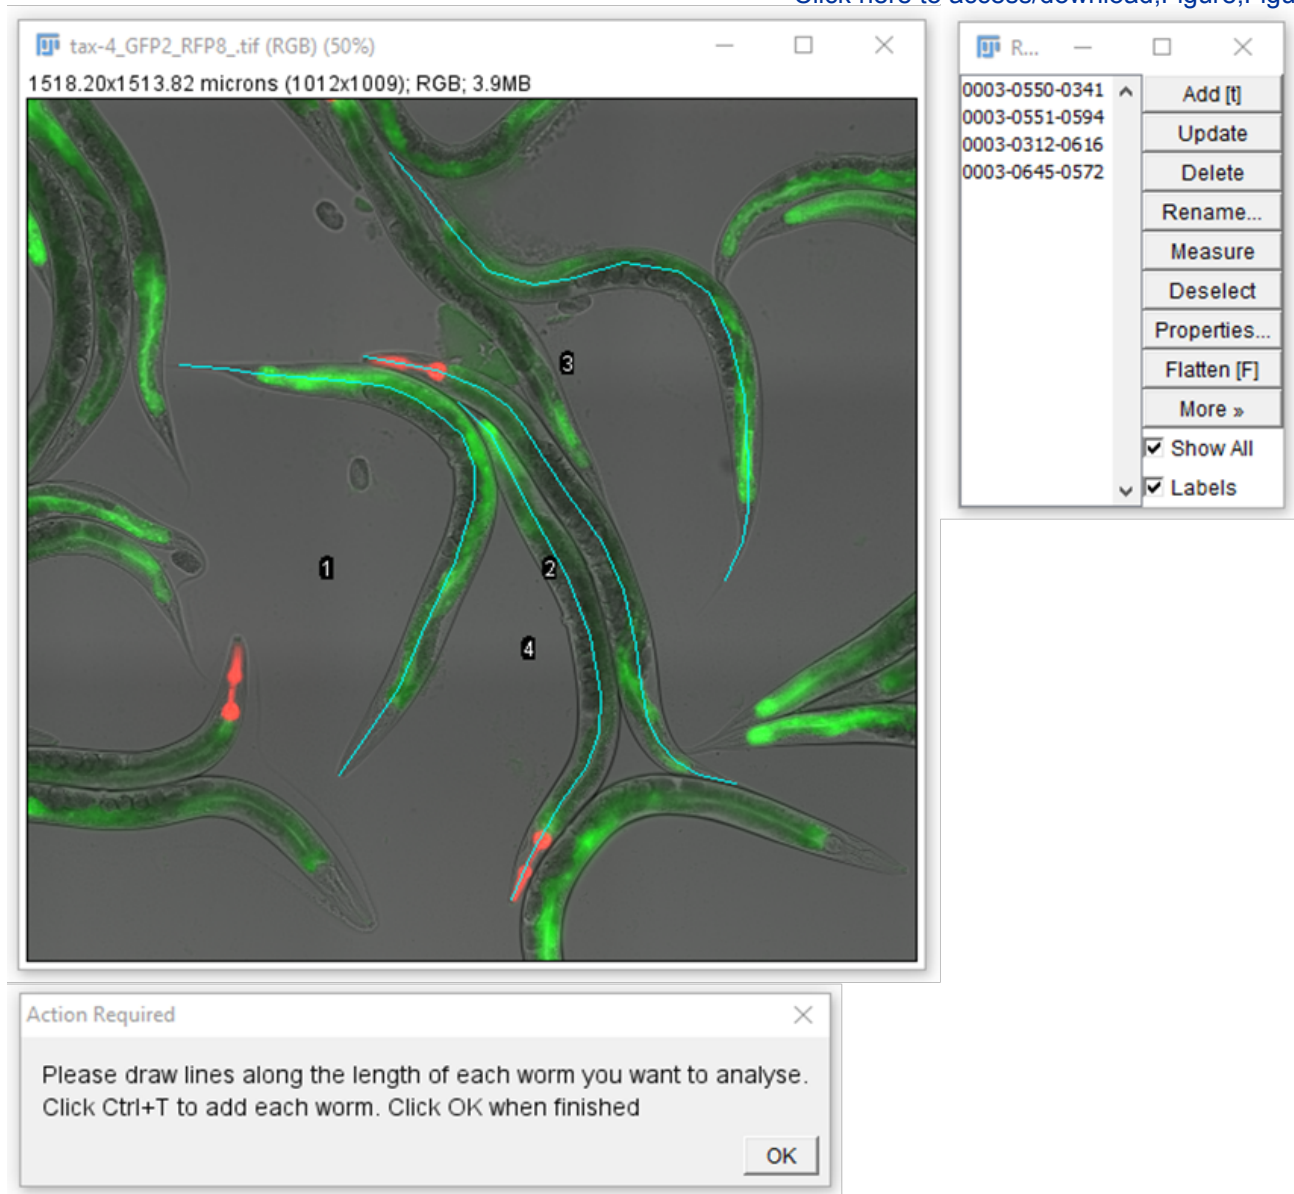 tax-4_GFP2_RFP8_.tif (RGB) (50%)
1518.20x1513.82 microns (1012x1009); RGB; 3.9MB
3
1
2
4
R...
0003-0550-0341
0003-0551-0594
0003-0312-0616
0003-0645-0572
Add [t]
Update
Delete
Rename...
Measure
Deselect
Properties...
Flatten [F]
More »
Show All
Labels
Action Required
Please draw lines along the length of each worm you want to analyse.
Click Ctrl+T to add each worm. Click OK when finished
OK